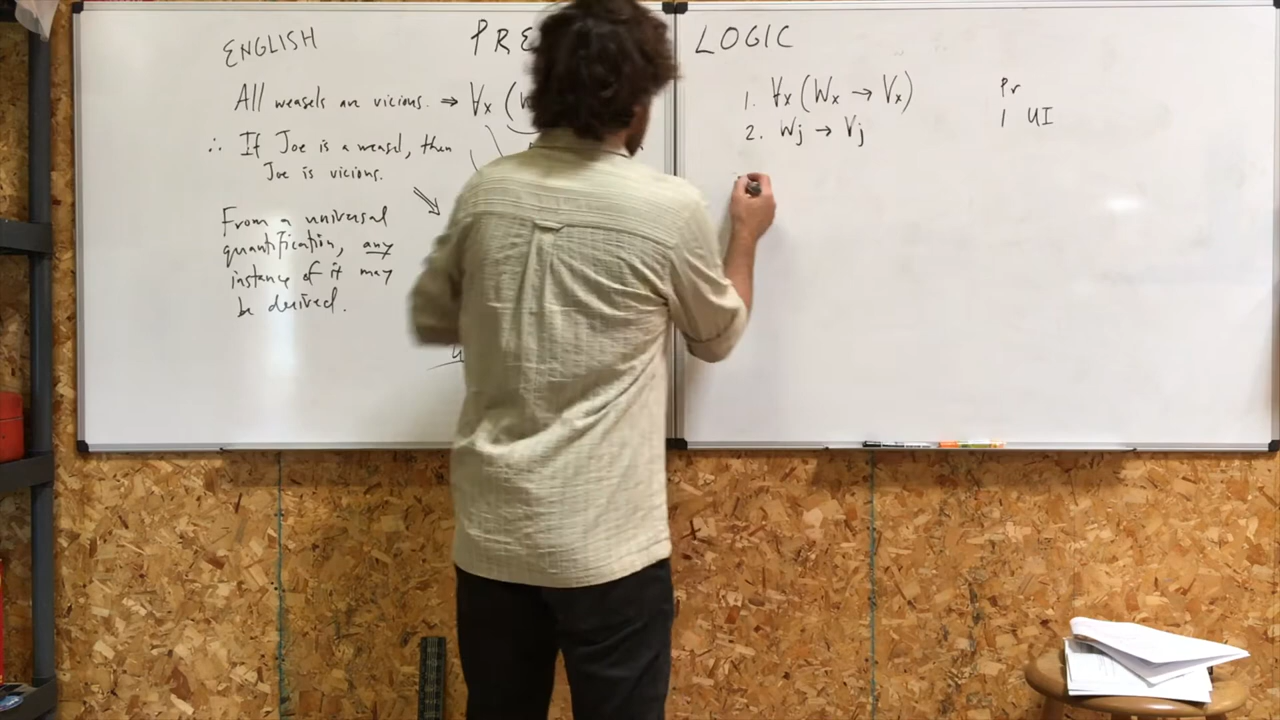 ENGLISH
All weasels are vicious. ⇒ ∀x (
∴ If Joe is a weasel, then
Joe is vicious.
From a universal
quantification, any
instance of it may
be derived.
PRE LOGIC
1. ∀x (Wx → Vx) Pr
2. Wj → Vj 1 UI